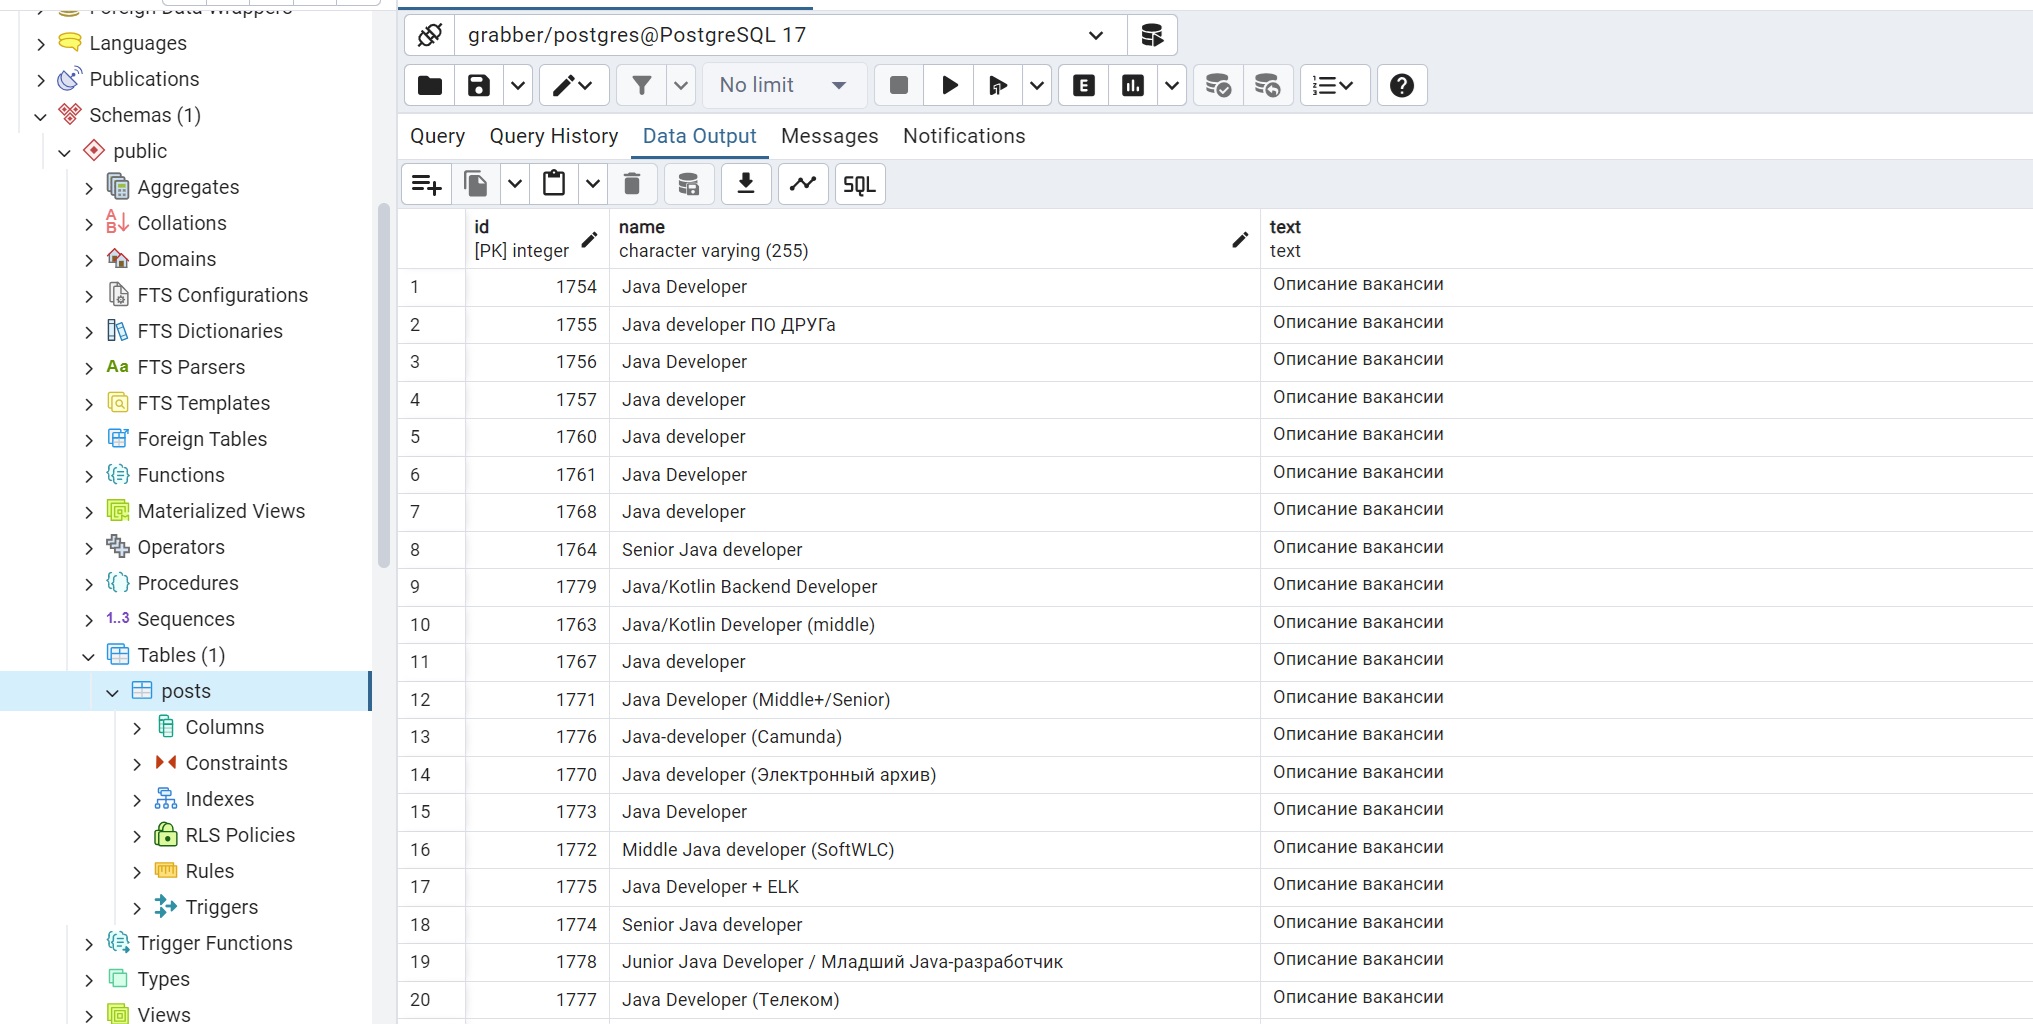 Foreign Data Wrappers
Languages
Publications
Schemas (1)
public
Aggregates
Collations
Domains
FTS Configurations
FTS Dictionaries
Aa FTS Parsers
FTS Templates
Foreign Tables
Functions
Materialized Views
Operators
Procedures
1..3 Sequences
Tables (1)
posts
Columns
Constraints
Indexes
RLS Policies
Rules
Triggers
Trigger Functions
Types
Views
grabber/postgres@PostgreSQL 17
No limit
E
Query Query History Data Output Messages Notifications
SQL
id name text
[PK] integer character varying (255) text
1 1754 Java Developer Описание вакансии
2 1755 Java developer ПО ДРУГа Описание вакансии
3 1756 Java Developer Описание вакансии
4 1757 Java developer Описание вакансии
5 1760 Java developer Описание вакансии
6 1761 Java Developer Описание вакансии
7 1768 Java developer Описание вакансии
8 1764 Senior Java developer Описание вакансии
9 1779 Java/Kotlin Backend Developer Описание вакансии
10 1763 Java/Kotlin Developer (middle) Описание вакансии
11 1767 Java developer Описание вакансии
12 1771 Java Developer (Middle+/Senior) Описание вакансии
13 1776 Java-developer (Camunda) Описание вакансии
14 1770 Java developer (Электронный архив) Описание вакансии
15 1773 Java Developer Описание вакансии
16 1772 Middle Java developer (SoftWLC) Описание вакансии
17 1775 Java Developer + ELK Описание вакансии
18 1774 Senior Java developer Описание вакансии
19 1778 Junior Java Developer / Младший Java-разработчик Описание вакансии
20 1777 Java Developer (Телеком) Описание вакансии